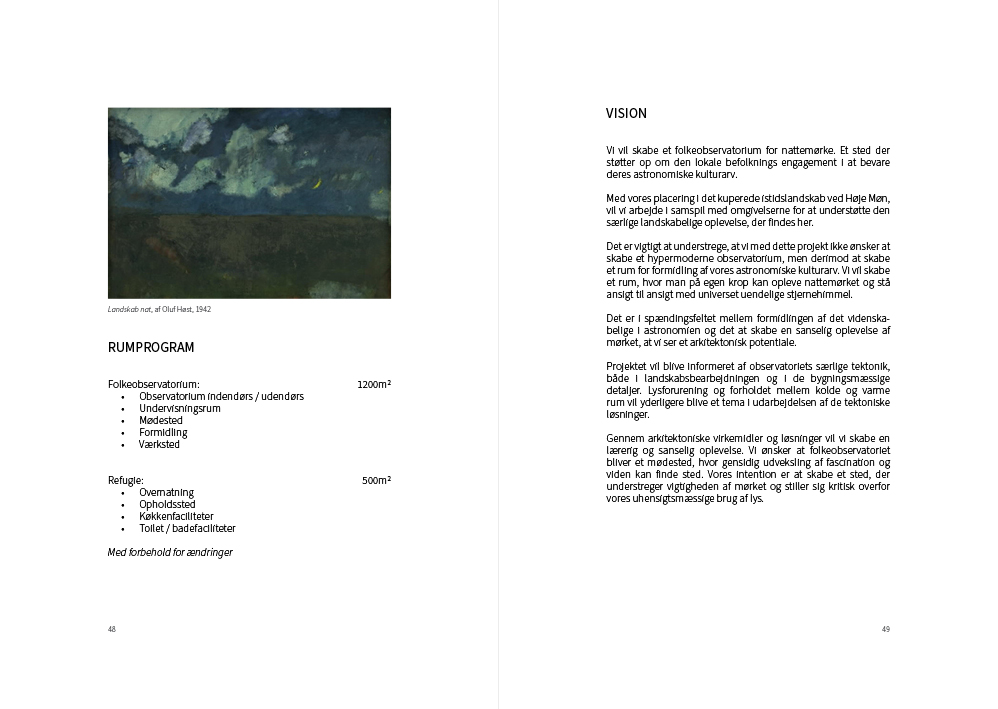 Landskab nat, af Oluf Høst, 1942
RUMPROGRAM
Folkeobservatorium: 1200m²
• Observatorium indendørs / udendørs
• Undervisningsrum
• Mødested
• Formidling
• Værksted
Refugie: 500m²
• Overnatning
• Opholdssted
• Køkkenfaciliteter
• Toilet / badefaciliteter
Med forbehold for ændringer
48
VISION
Vi vil skabe et folkeobservatorium for nattemørke. Et sted der
støtter op om den lokale befolknings engagement i at bevare
deres astronomiske kulturarv.
Med vores placering i det kuperede istidslandskab ved Høje Møn,
vil vi arbejde i samspil med omgivelserne for at understøtte den
særlige landskabelige oplevelse, der findes her.
Det er vigtigt at understrege, at vi med dette projekt ikke ønsker at
skabe et hypermoderne observatorium, men derimod at skabe
et rum for formidling af vores astronomiske kulturarv. Vi vil skabe
et rum, hvor man på egen krop kan opleve nattemørket og stå
ansigt til ansigt med universet uendelige stjernehimmel.
Det er i spændingsfeltet mellem formidlingen af det videnska-
belige i astronomien og det at skabe en sanselig oplevelse af
mørket, at vi ser et arkitektonisk potentiale.
Projektet vil blive informeret af observatoriets særlige tektonik,
både i landskabsbearbejdningen og i de bygningsmæssige
detaljer. Lysforurening og forholdet mellem kolde og varme
rum vil yderligere blive et tema i udarbejdelsen af de tektoniske
løsninger.
Gennem arkitektoniske virkemidler og løsninger vil vi skabe en
lærerig og sanselig oplevelse. Vi ønsker at folkeobservatoriet
bliver et mødested, hvor gensidig udveksling af fascination og
viden kan finde sted. Vores intention er at skabe et sted, der
understreger vigtigheden af mørket og stiller sig kritisk overfor
vores uhensigtsmæssige brug af lys.
49